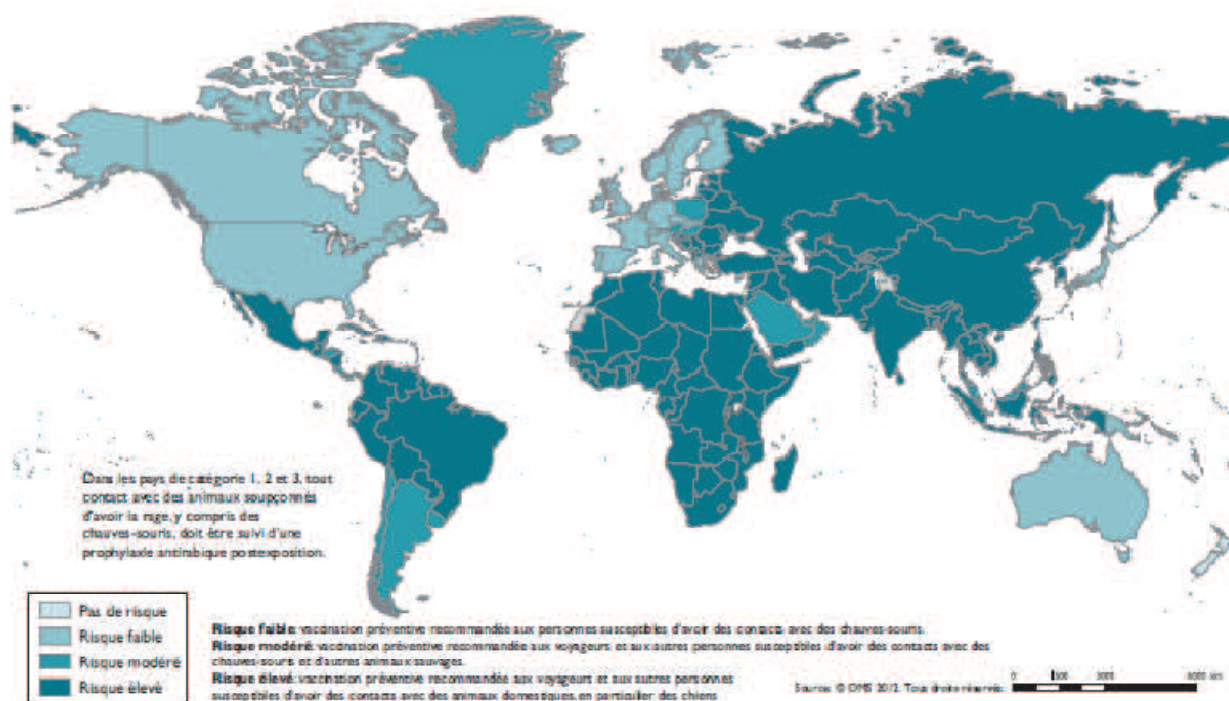 Dans les pays de catégorie 1, 2 et 3, tout
contact avec des animaux soupçonnés
d'avoir la rage, y compris des
chauves-souris, doit être suivi d'une
prophylaxie antirabique postexposition.
Pas de risque
Risque faible
Risque modéré
Risque élevé
Risque faible: vaccination préventive recommandée aux personnes susceptibles d'avoir des contacts avec des chauves-souris.
Risque modéré: vaccination préventive recommandée aux voyageurs et aux autres personnes susceptibles d'avoir des contacts avec des
chauves-souris et d'autres animaux sauvages.
Risque élevé: vaccination préventive recommandée aux voyageurs et aux autres personnes
susceptibles d'avoir des contacts avec des animaux domestiques, en particulier des chiens
Source: © OMS 2012. Tous droits réservés.
0
km